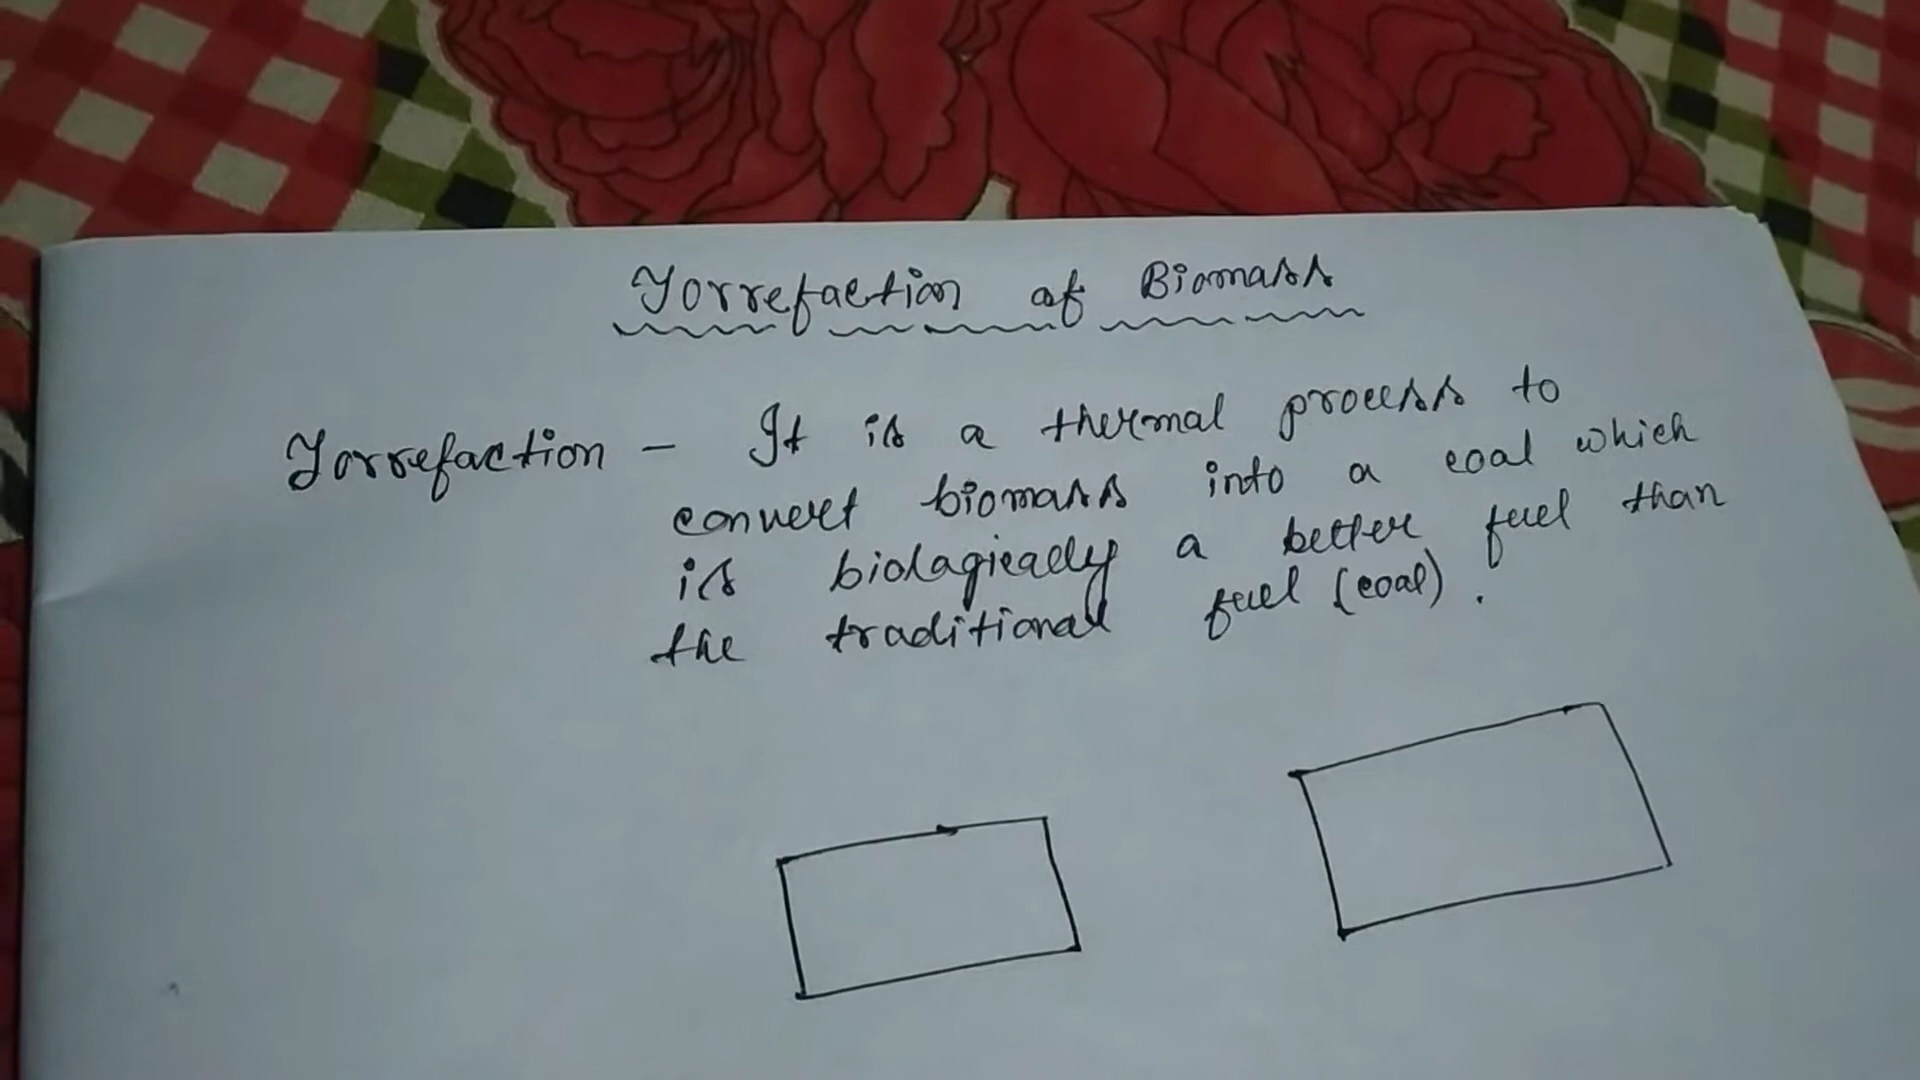 Torrefaction of Biomass
Torrefaction - It is a thermal process to
convert biomass into a coal which
is biologically a better fuel than
the traditional fuel (coal).